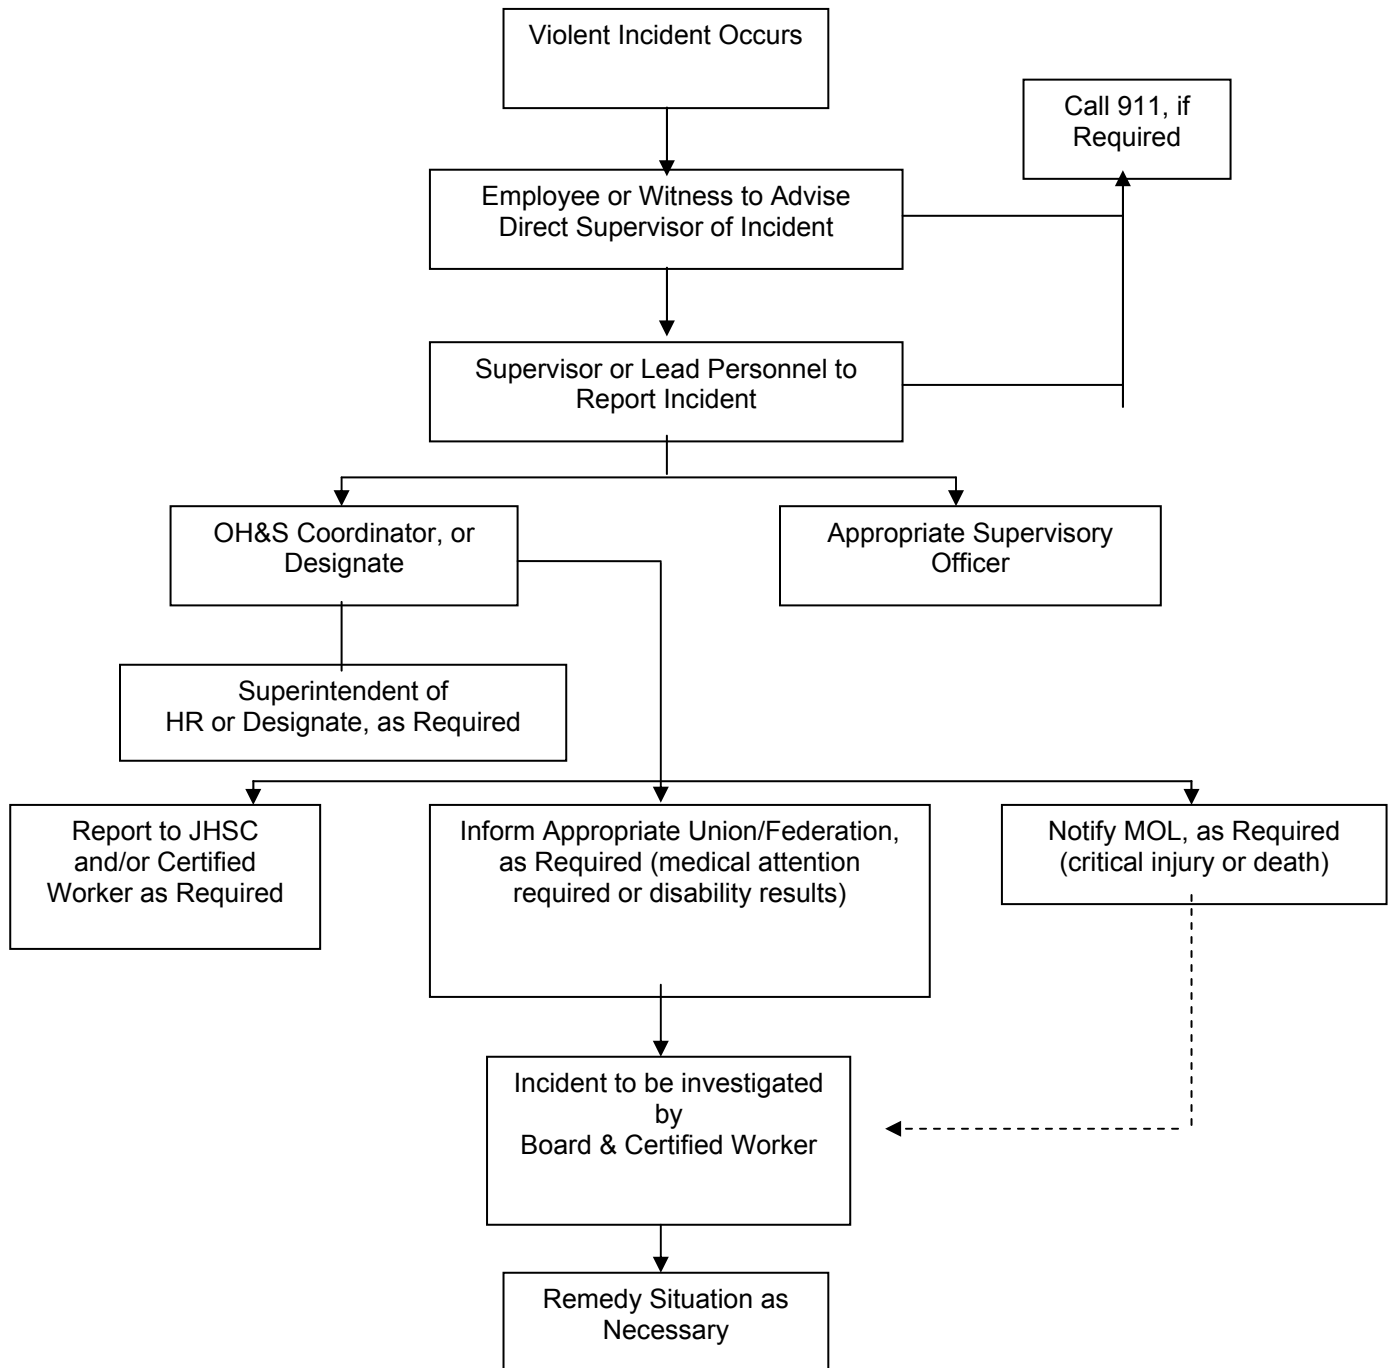 Violent Incident Occurs
Call 911, if
Required
Employee or Witness to Advise
Direct Supervisor of Incident
Supervisor or Lead Personnel to
Report Incident
OH&S Coordinator, or
Designate
Appropriate Supervisory
Officer
Superintendent of
HR or Designate, as Required
Report to JHSC
and/or Certified
Worker as Required
Inform Appropriate Union/Federation,
as Required (medical attention
required or disability results)
Notify MOL, as Required
(critical injury or death)
Incident to be investigated
by
Board & Certified Worker
Remedy Situation as
Necessary